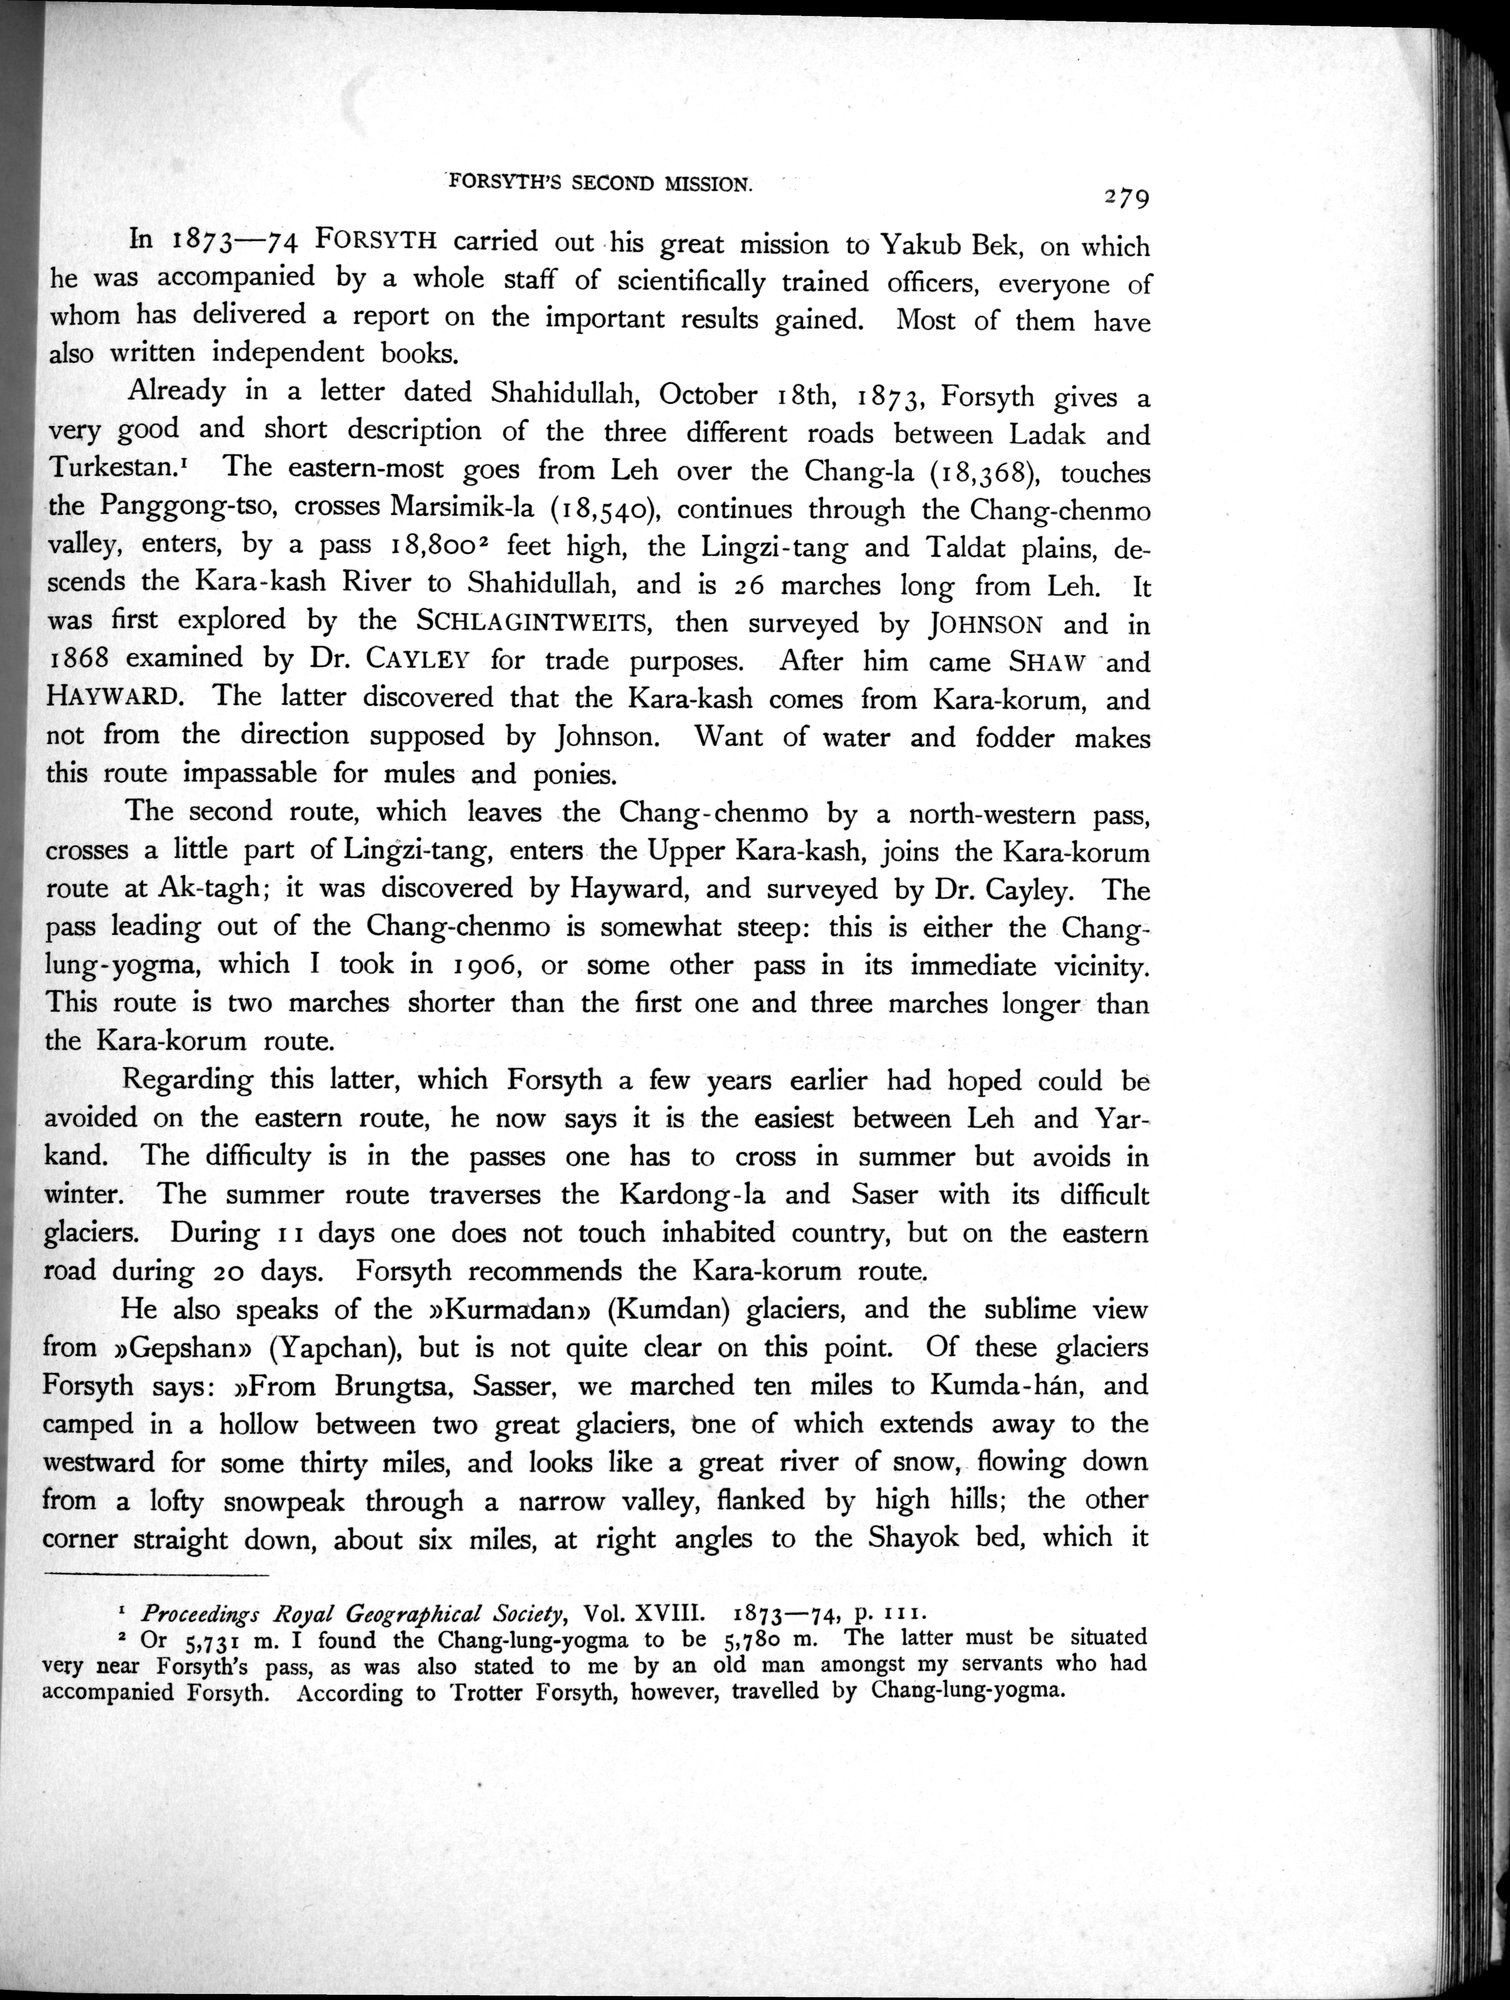 FORSYTH'S SECOND MISSION.
279
In 1873—74 FORSYTH carried out his great mission to Yakub Bek, on which
he was accompanied by a whole staff of scientifically trained officers, everyone of
whom has delivered a report on the important results gained. Most of them have
also written independent books.
Already in a letter dated Shahidullah, October 18th, 1873, Forsyth gives a
very good and short description of the three different roads between Ladak and
Turkestan.¹ The eastern-most goes from Leh over the Chang-la (18,368), touches
the Panggong-tso, crosses Marsimik-la (18,540), continues through the Chang-chenmo
valley, enters, by a pass 18,800² feet high, the Lingzi-tang and Taldat plains, de-
scends the Kara-kash River to Shahidullah, and is 26 marches long from Leh. It
was first explored by the SCHLAGINTWEITS, then surveyed by JOHNSON and in
1868 examined by Dr. CAYLEY for trade purposes. After him came SHAW and
HAYWARD. The latter discovered that the Kara-kash comes from Kara-korum, and
not from the direction supposed by Johnson. Want of water and fodder makes
this route impassable for mules and ponies.
The second route, which leaves the Chang-chenmo by a north-western pass,
crosses a little part of Lingzi-tang, enters the Upper Kara-kash, joins the Kara-korum
route at Ak-tagh; it was discovered by Hayward, and surveyed by Dr. Cayley. The
pass leading out of the Chang-chenmo is somewhat steep: this is either the Chang-
lung-yogma, which I took in 1906, or some other pass in its immediate vicinity.
This route is two marches shorter than the first one and three marches longer than
the Kara-korum route.
Regarding this latter, which Forsyth a few years earlier had hoped could be
avoided on the eastern route, he now says it is the easiest between Leh and Yar-
kand. The difficulty is in the passes one has to cross in summer but avoids in
winter. The summer route traverses the Kardong-la and Saser with its difficult
glaciers. During 11 days one does not touch inhabited country, but on the eastern
road during 20 days. Forsyth recommends the Kara-korum route.
He also speaks of the »Kurmadan» (Kumdan) glaciers, and the sublime view
from »Gepshan» (Yapchan), but is not quite clear on this point. Of these glaciers
Forsyth says: »From Brungtsa, Sasser, we marched ten miles to Kumda-hán, and
camped in a hollow between two great glaciers, one of which extends away to the
westward for some thirty miles, and looks like a great river of snow, flowing down
from a lofty snowpeak through a narrow valley, flanked by high hills; the other
corner straight down, about six miles, at right angles to the Shayok bed, which it
¹ Proceedings Royal Geographical Society, Vol. XVIII. 1873—74, p. 111.
² Or 5,731 m. I found the Chang-lung-yogma to be 5,780 m. The latter must be situated
very near Forsyth's pass, as was also stated to me by an old man amongst my servants who had
accompanied Forsyth. According to Trotter Forsyth, however, travelled by Chang-lung-yogma.